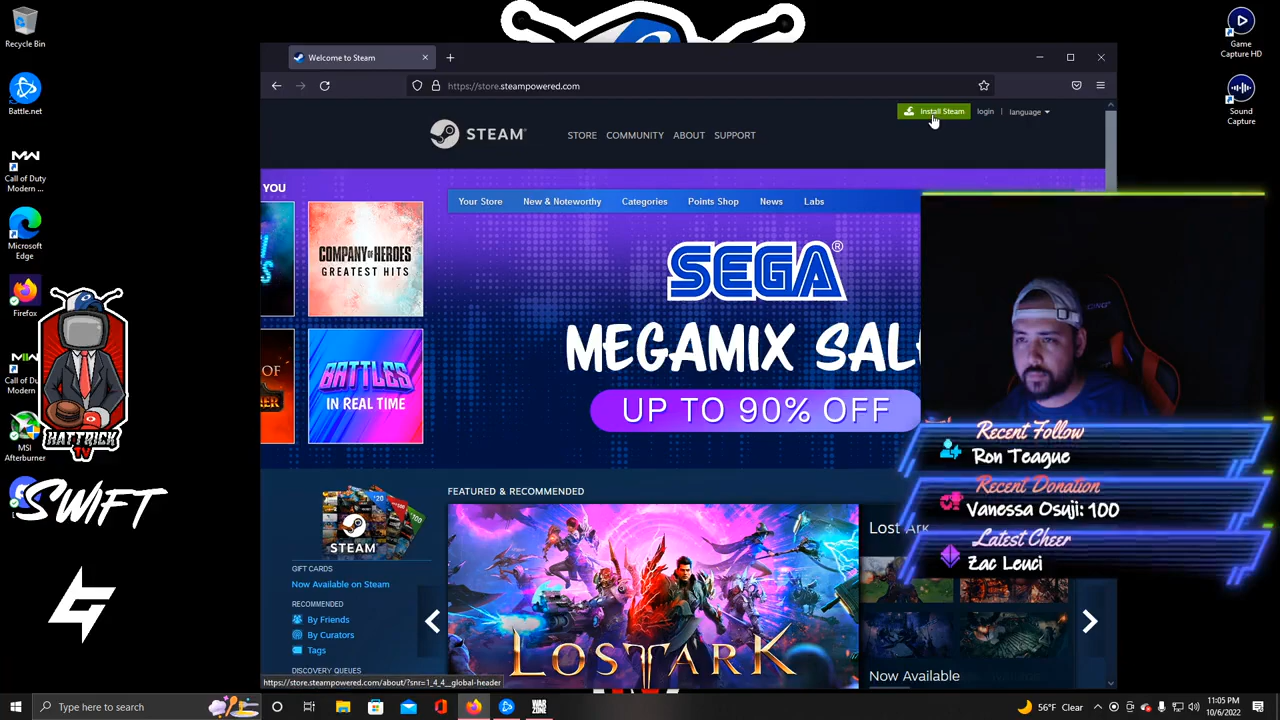 Recycle Bin
Battle.net
Call of Duty
Modern ...
Microsoft
Edge
Firefox
Call of Du
Modern
MSI
Afterburner
HATTRICK
TV
SWIFT
Welcome to Steam
https://store.steampowered.com
Install Steam
login
language
STEAM
STORE COMMUNITY ABOUT SUPPORT
YOU
Your Store New & Noteworthy Categories Points Shop News Labs
COMPANY OF HEROES
GREATEST HITS
SEGA
MEGAMIX SAL
UP TO 90% OFF
BATTLES
IN REAL TIME
FEATURED & RECOMMENDED
STEAM
GIFT CARDS
Now Available on Steam
RECOMMENDED
By Friends
By Curators
Tags
DISCOVERY QUEUES
LOST ARK
Lost Ark
Now Available
https://store.steampowered.com/about/?snr=1_4_4__global-header
Game
Capture HD
Sound
Capture
Recent Follow
Ron Teague
Recent Donation
Vanessa Osuji: 100
Latest Cheer
Zac Leuci
Type here to search
WAR
ZONE
56°F Clear
11:05 PM
10/6/2022